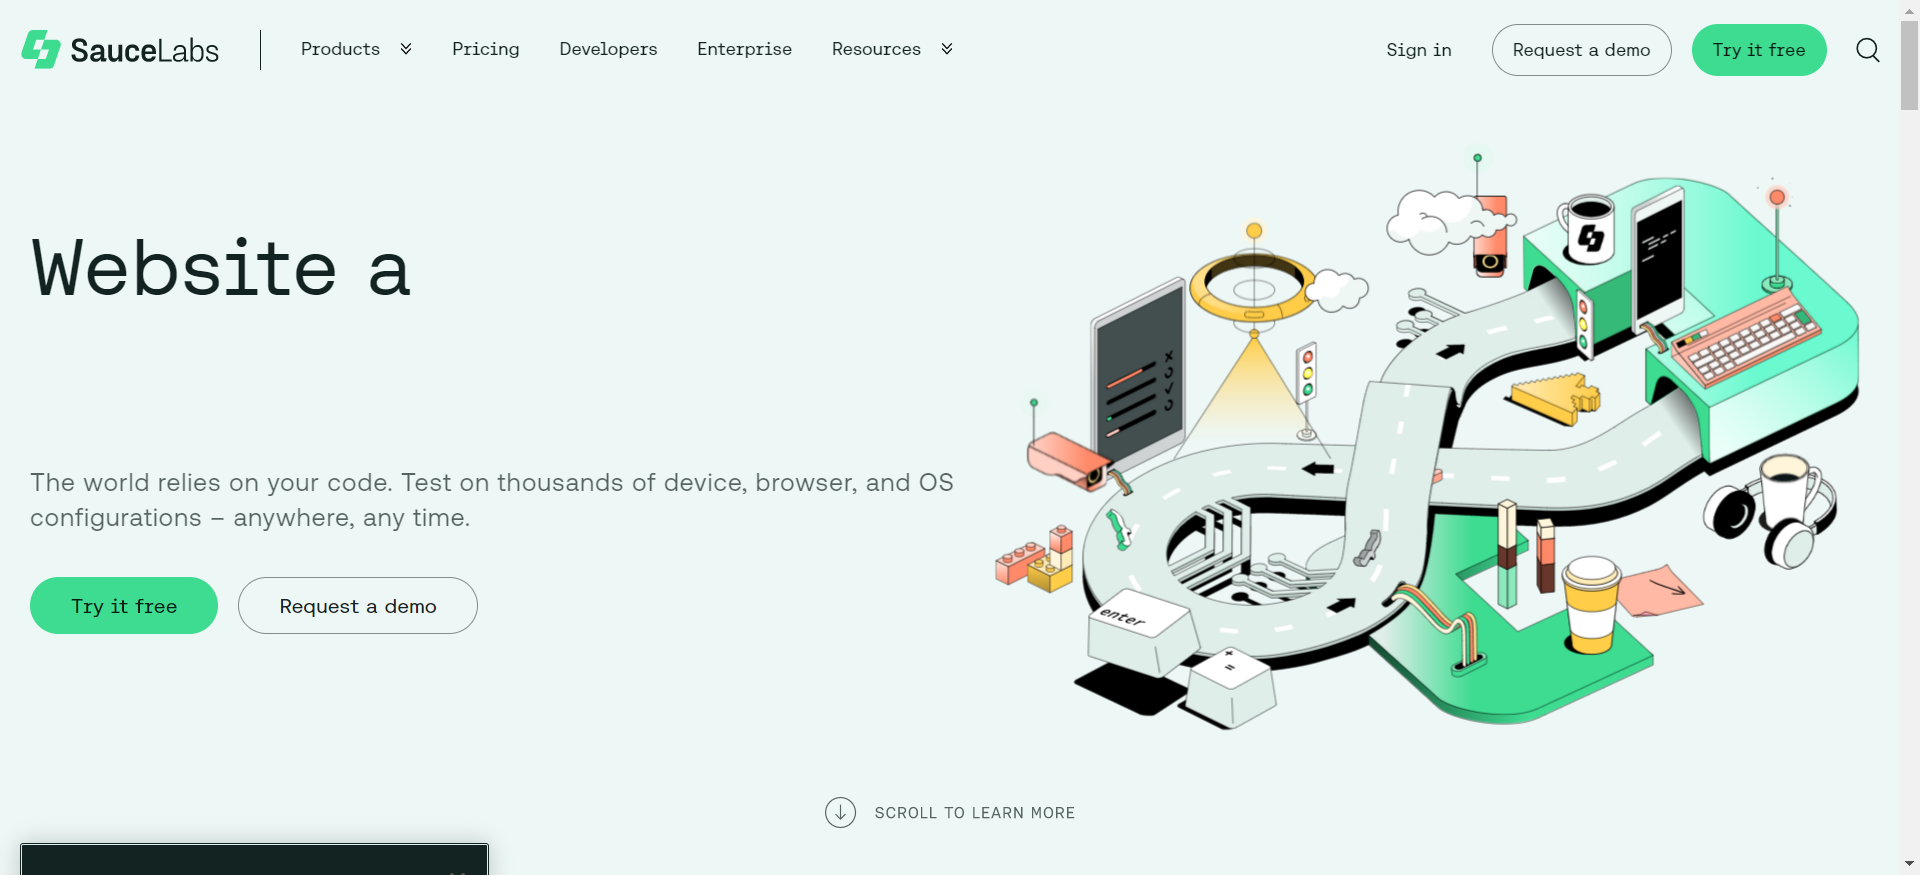 SauceLabs
Products
Pricing
Developers
Enterprise
Resources
Sign in
Request a demo
Try it free
Website a
The world relies on your code. Test on thousands of device, browser, and OS
configurations – anywhere, any time.
Try it free
Request a demo
enter
+
=
SCROLL TO LEARN MORE